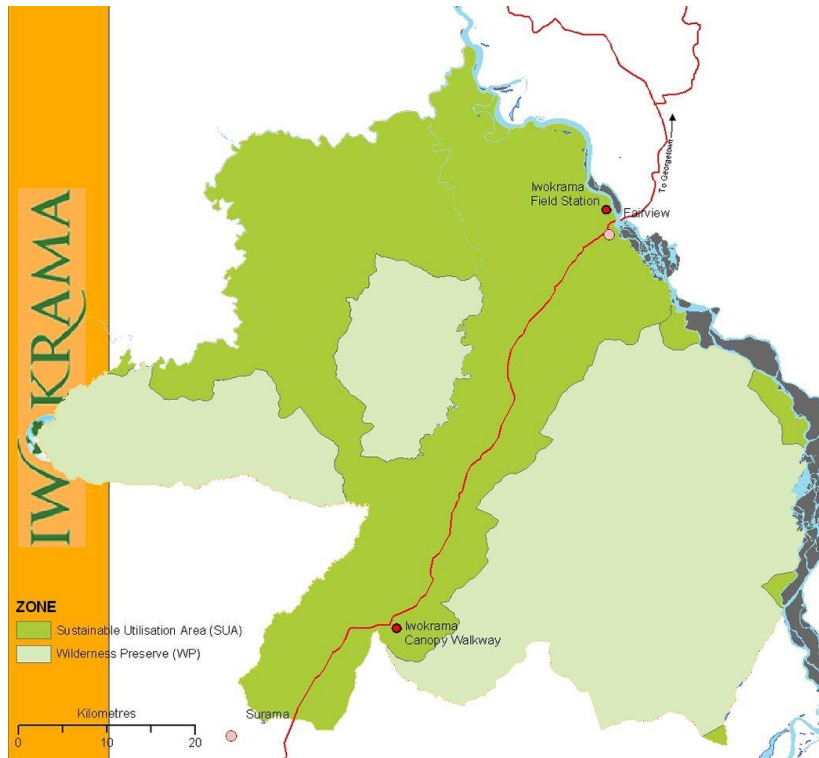 IWOKRAMA
To Georgetown
Iwokrama
Field Station
Fairview
Iwokrama
Canopy Walkway
Surama
ZONE
Sustainable Utilisation Area (SUA)
Wilderness Preserve (WP)
Kilometres
0 10 20